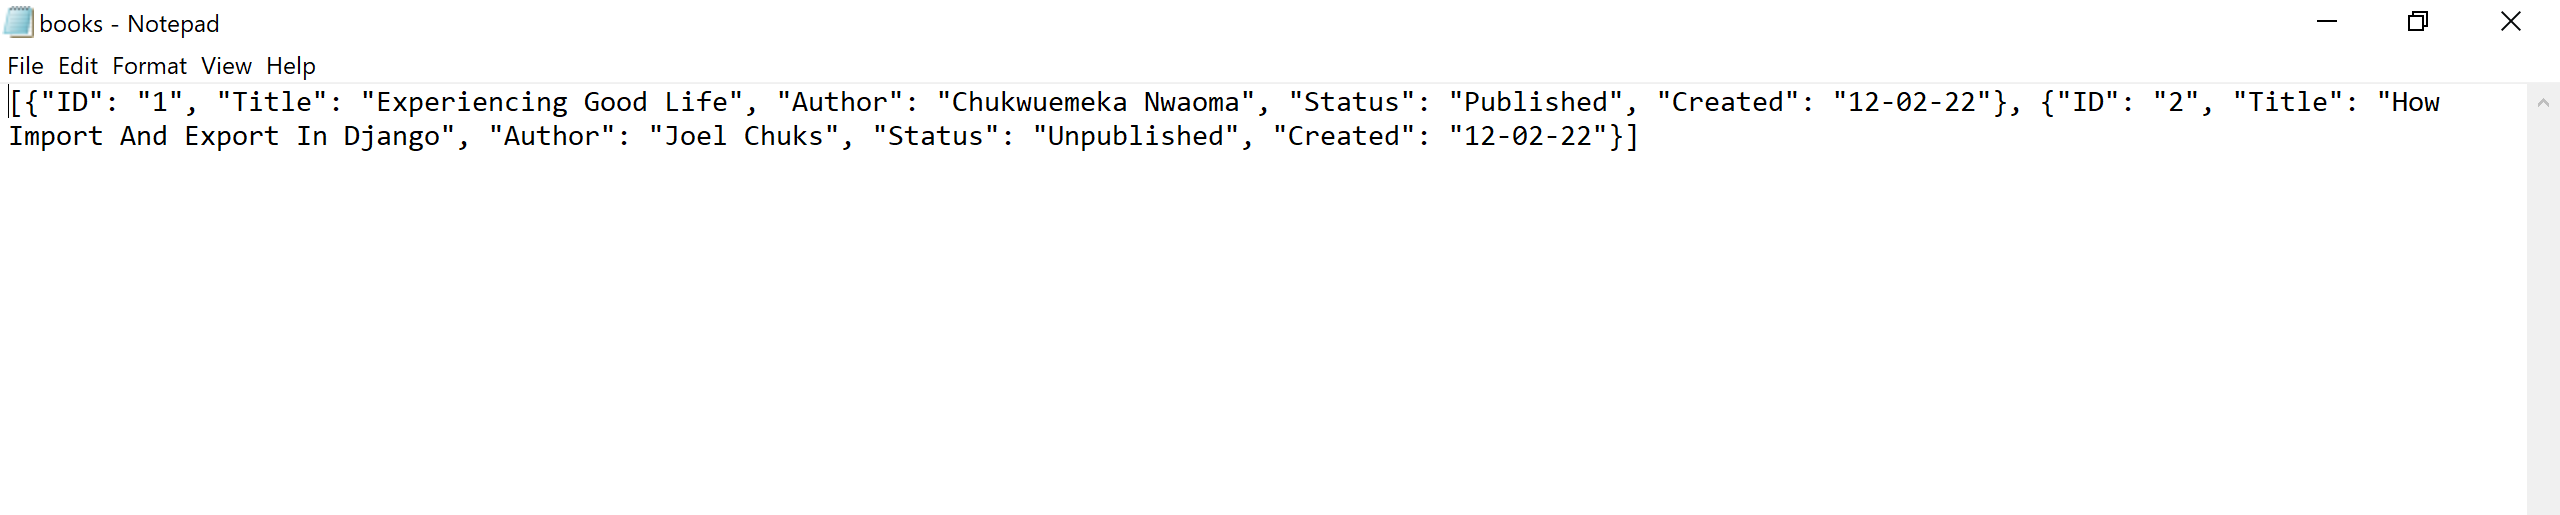 books - Notepad
File Edit Format View Help
[{"ID": "1", "Title": "Experiencing Good Life", "Author": "Chukwuemeka Nwaoma", "Status": "Published", "Created": "12-02-22"}, {"ID": "2", "Title": "How
Import And Export In Django", "Author": "Joel Chuks", "Status": "Unpublished", "Created": "12-02-22"}]